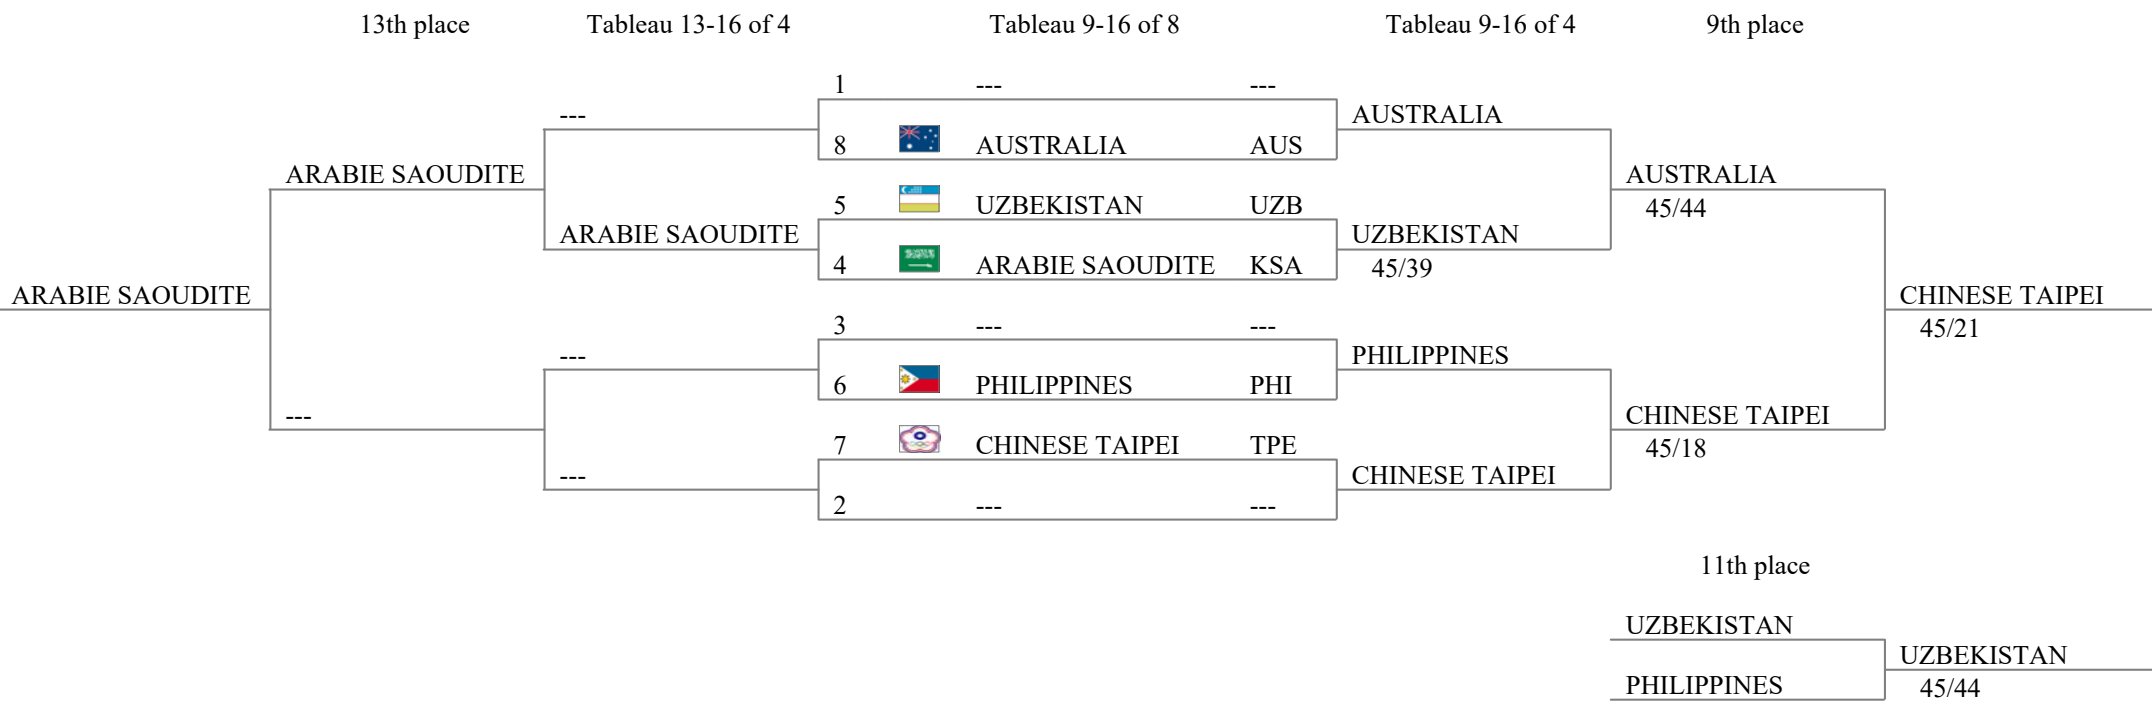 13th place Tableau 13-16 of 4 Tableau 9-16 of 8 Tableau 9-16 of 4 9th place
1 --- ---
--- AUSTRALIA
8 AUSTRALIA AUS
ARABIE SAOUDITE AUSTRALIA
5 UZBEKISTAN UZB 45/44
ARABIE SAOUDITE UZBEKISTAN
4 ARABIE SAOUDITE KSA 45/39
ARABIE SAOUDITE CHINESE TAIPEI
3 --- --- 45/21
--- PHILIPPINES
6 PHILIPPINES PHI
--- CHINESE TAIPEI
7 CHINESE TAIPEI TPE 45/18
--- CHINESE TAIPEI
2 --- ---
11th place
UZBEKISTAN
UZBEKISTAN
PHILIPPINES 45/44